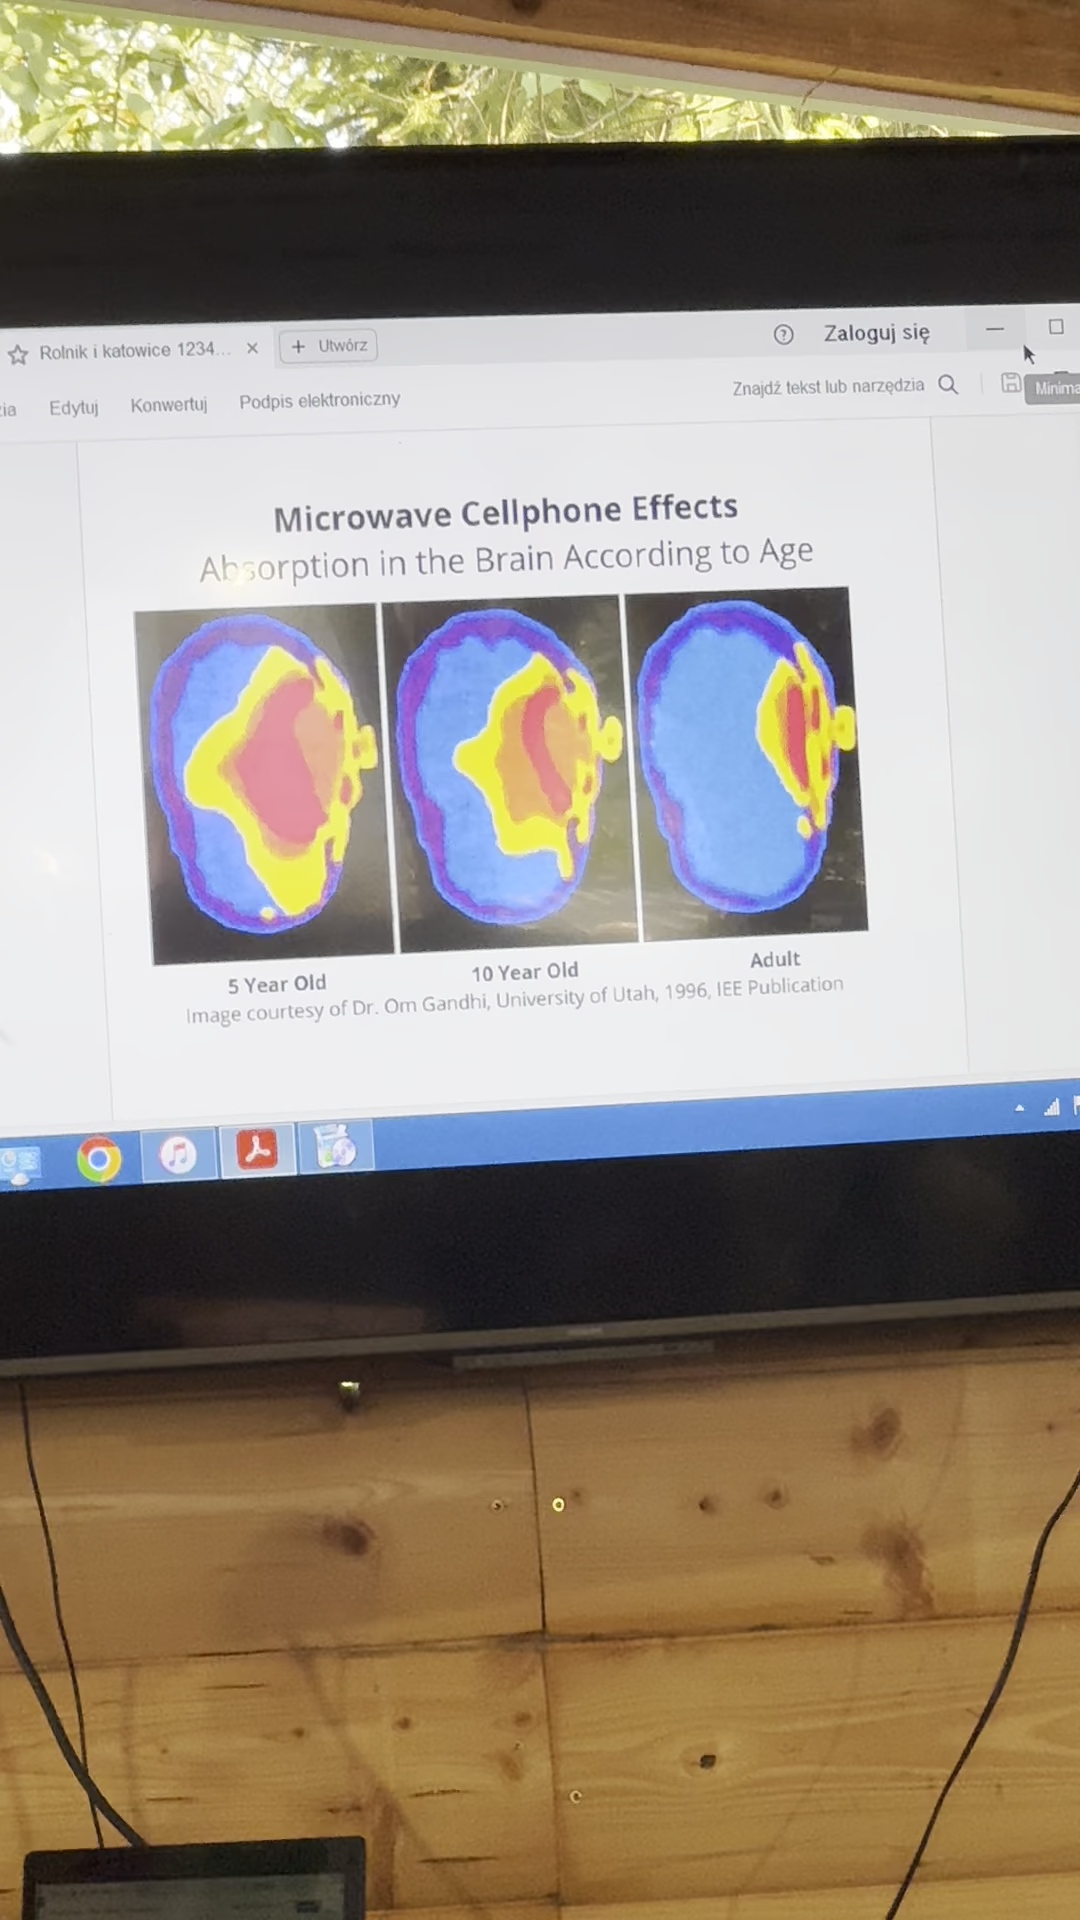 Rolnik i katowice 1234...
Utwórz
Zaloguj się
Edytuj Konwertuj Podpis elektroniczny
Znajdź tekst lub narzędzia
Minima
Microwave Cellphone Effects
Absorption in the Brain According to Age
5 Year Old 10 Year Old Adult
Image courtesy of Dr. Om Gandhi, University of Utah, 1996, IEE Publication